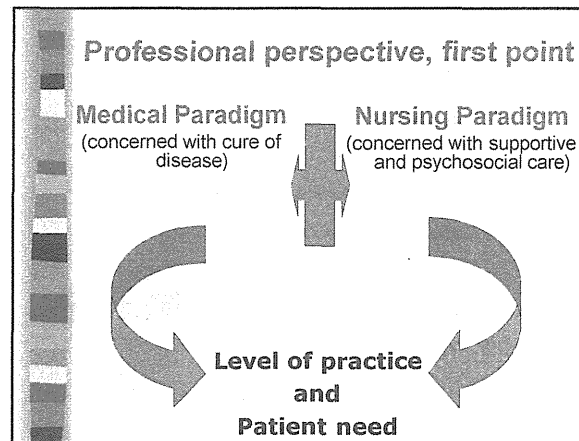 Professional perspective, first point
Medical Paradigm
(concerned with cure of
disease)
Nursing Paradigm
(concerned with supportive
and psychosocial care)
Level of practice
and
Patient need